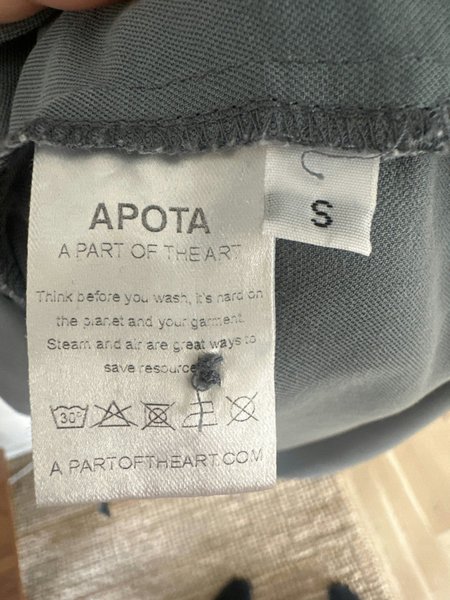 APOTA
A PART OF THE ART
S
Think before you wash, it's hard on
the planet and your garment.
Steam and air are great ways to
save resource
30°
APARTOFTHEART.COM